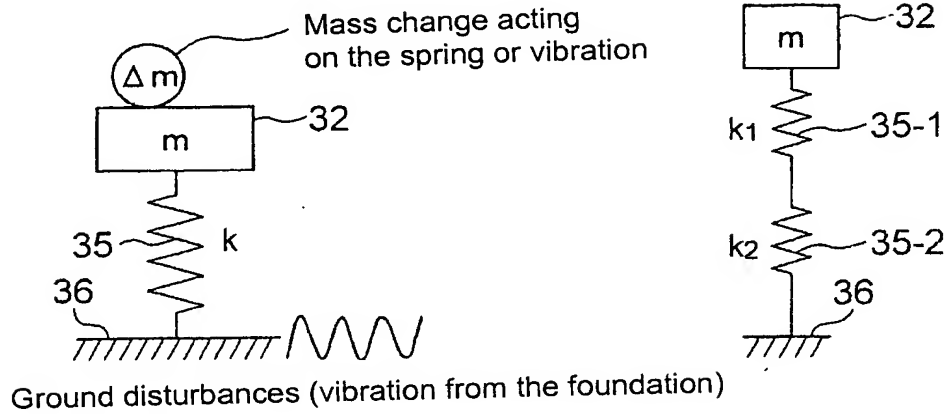 Mass change acting
on the spring or vibration
Δ m
32
m
35
k
36
Ground disturbances (vibration from the foundation)
32
m
k1
35-1
k2
35-2
36